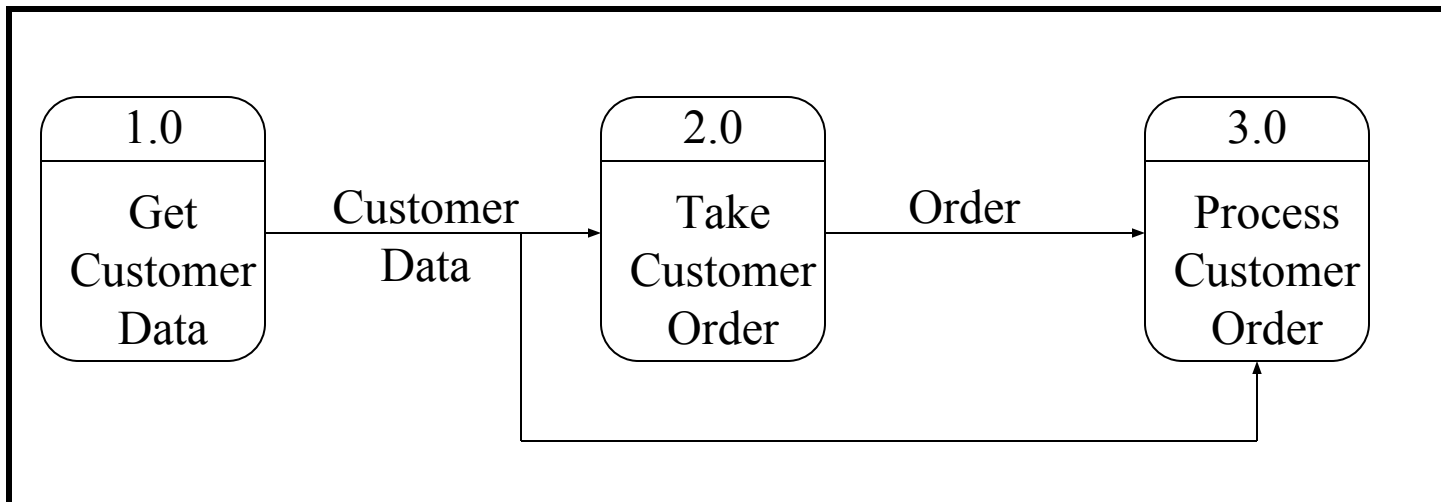 1.0
Get
Customer
Data
Customer
Data
2.0
Take
Customer
Order
Order
3.0
Process
Customer
Order